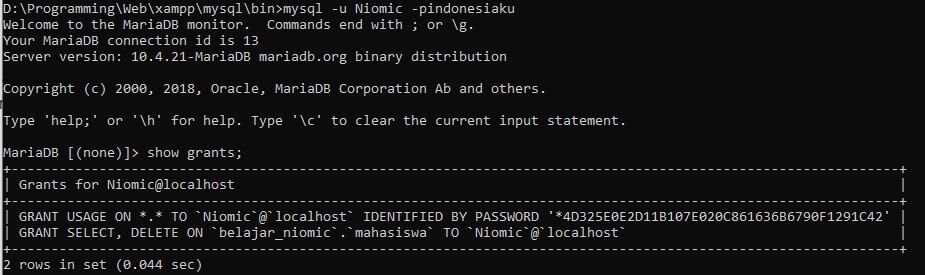 D:\Programming\Web\xampp\mysql\bin>mysql -u Niomic -pindonesiaku
Welcome to the MariaDB monitor.  Commands end with ; or \g.
Your MariaDB connection id is 13
Server version: 10.4.21-MariaDB mariadb.org binary distribution

Copyright (c) 2000, 2018, Oracle, MariaDB Corporation Ab and others.

Type 'help;' or '\h' for help. Type '\c' to clear the current input statement.

MariaDB [(none)]> show grants;
+----------------------------------------------------------------------------------------------------------------+
| Grants for Niomic@localhost                                                                                    |
+----------------------------------------------------------------------------------------------------------------+
| GRANT USAGE ON *.* TO `Niomic`@`localhost` IDENTIFIED BY PASSWORD '*4D325E0E2D11B107E020C861636B6790F1291C42' |
| GRANT SELECT, DELETE ON `belajar_niomic`.`mahasiswa` TO `Niomic`@`localhost`                                   |
+----------------------------------------------------------------------------------------------------------------+
2 rows in set (0.044 sec)